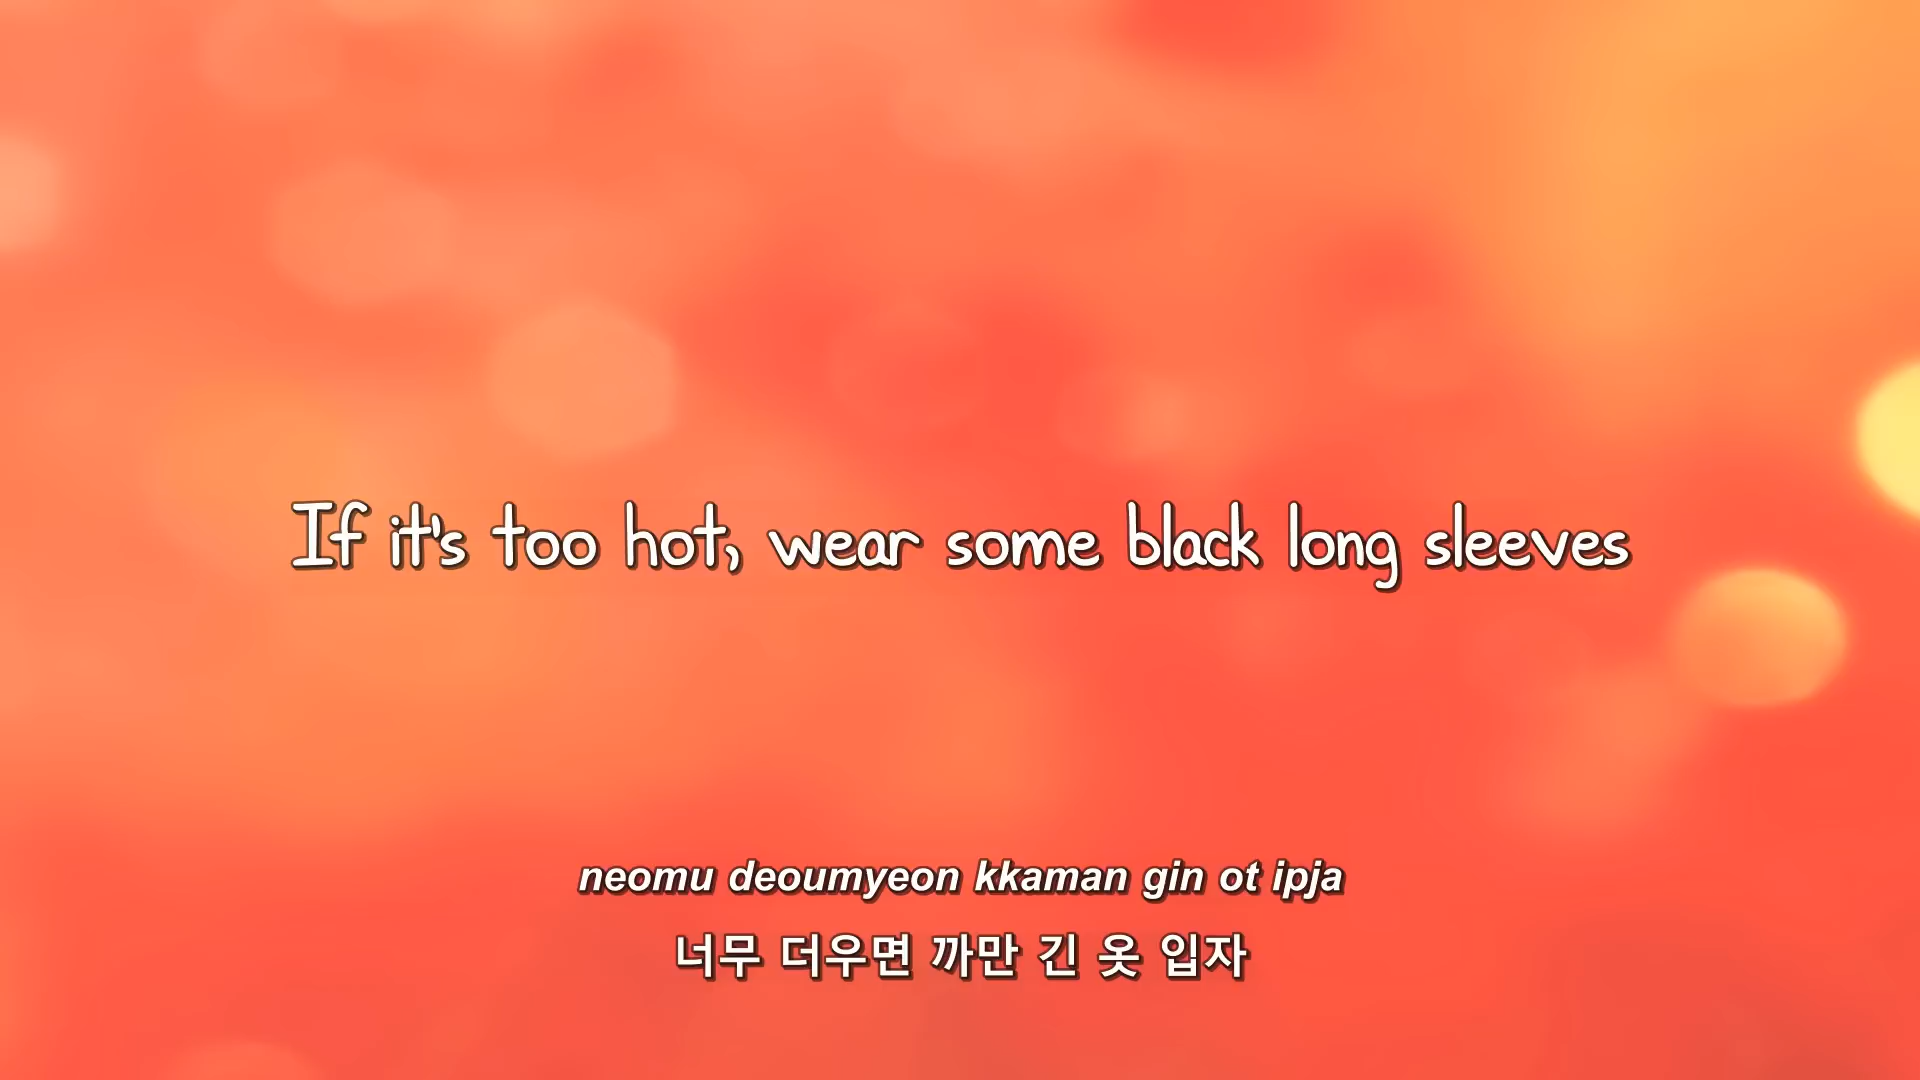 If it's too hot, wear some black long sleeves
neomu deoumyeon kkaman gin ot ipja
너무 더우면 까만 긴 옷 입자